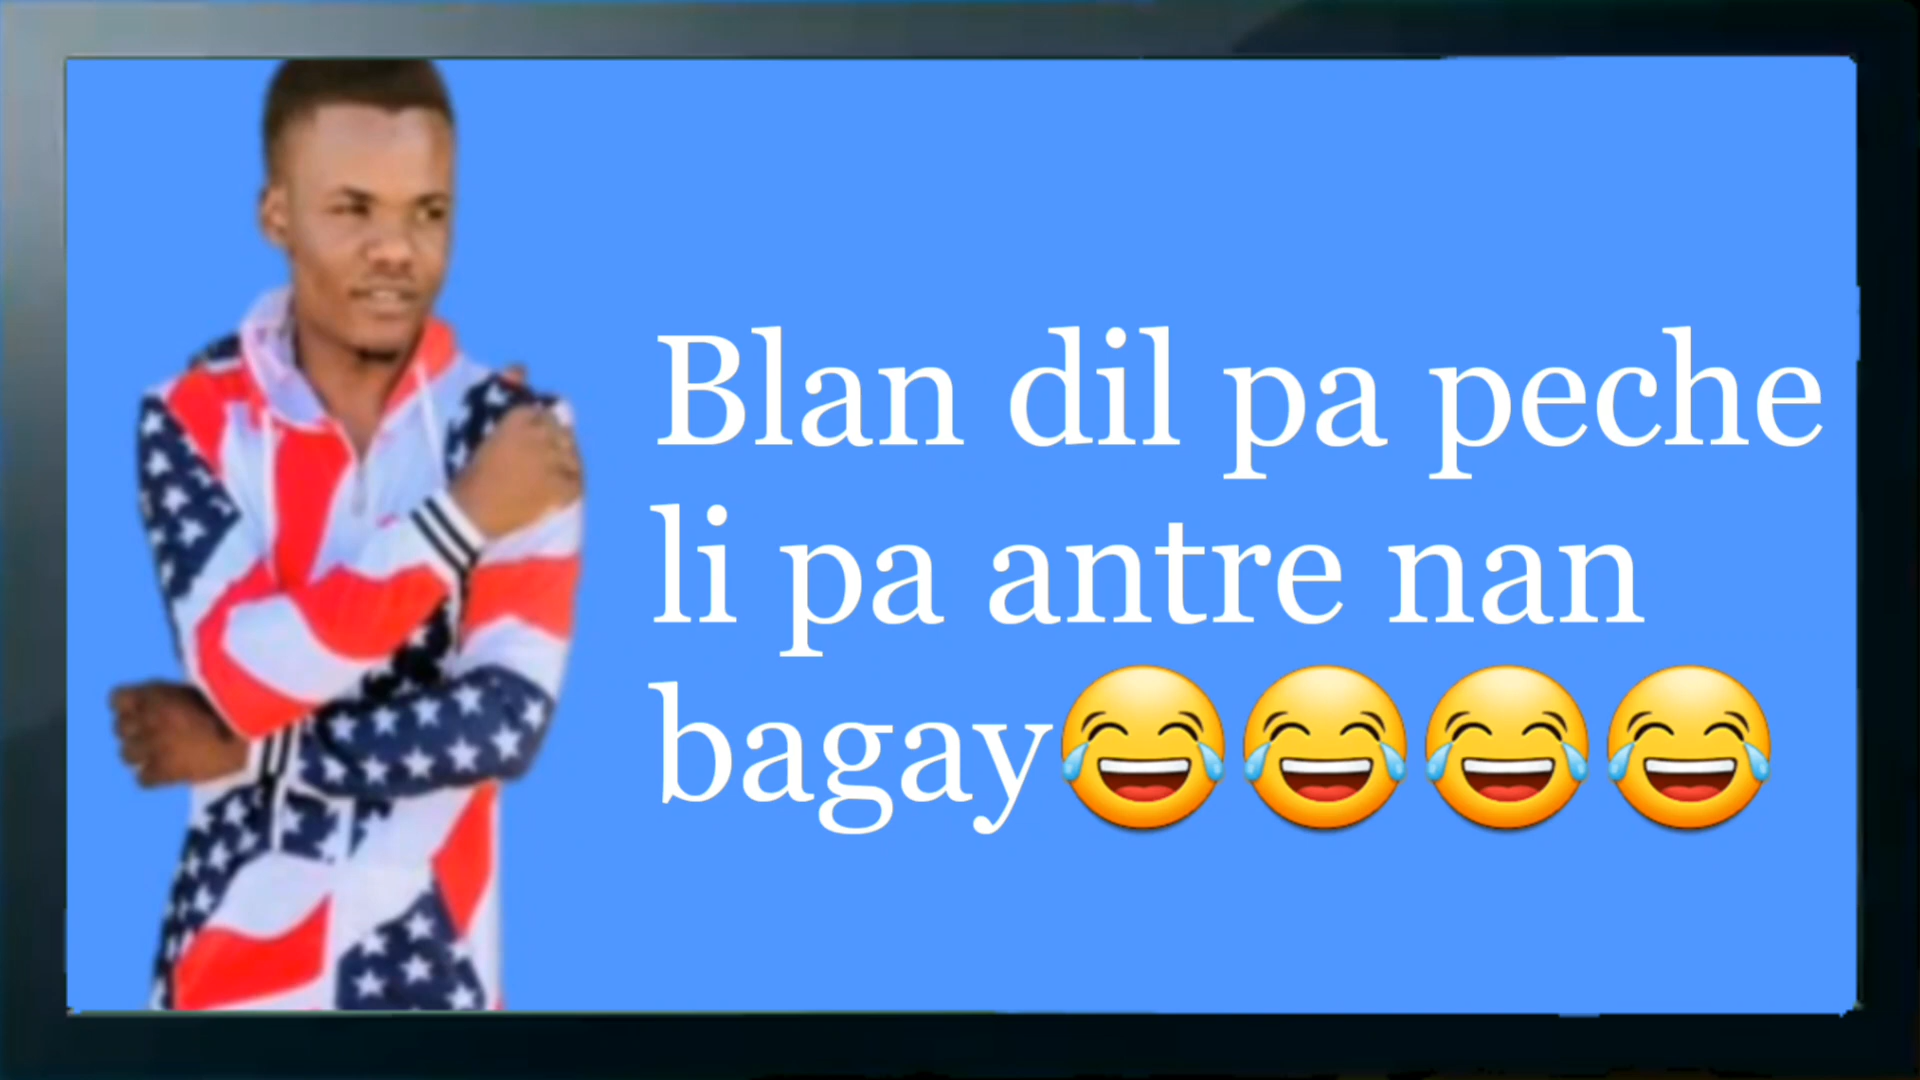 Blan dil pa peche
li pa antre nan
bagay😂😂😂😂